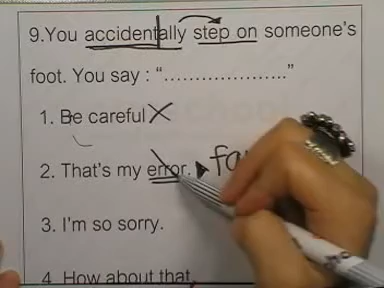 9.You accidentally step on someone's
foot. You say : “………………….”
1. Be careful
2. That's my error. fau
3. I'm so sorry.
4. How about that.